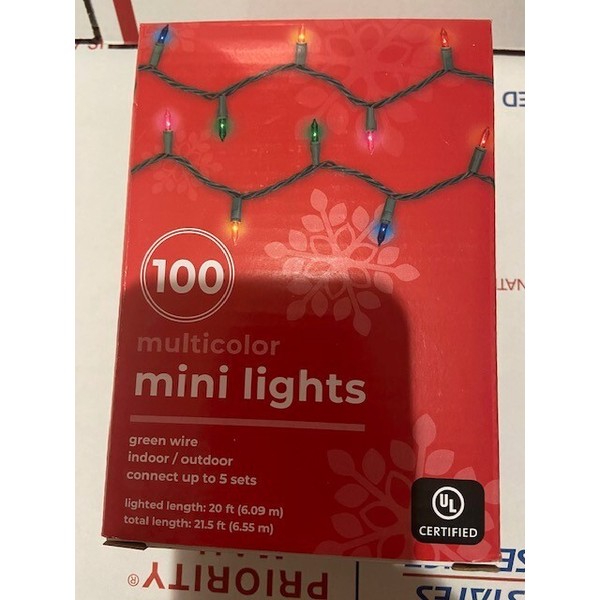 100
multicolor
mini lights
green wire
indoor / outdoor
connect up to 5 sets
lighted length: 20 ft (6.09 m)
total length: 21.5 ft (6.55 m)
UL
CERTIFIED
PRIORITY®
STATES